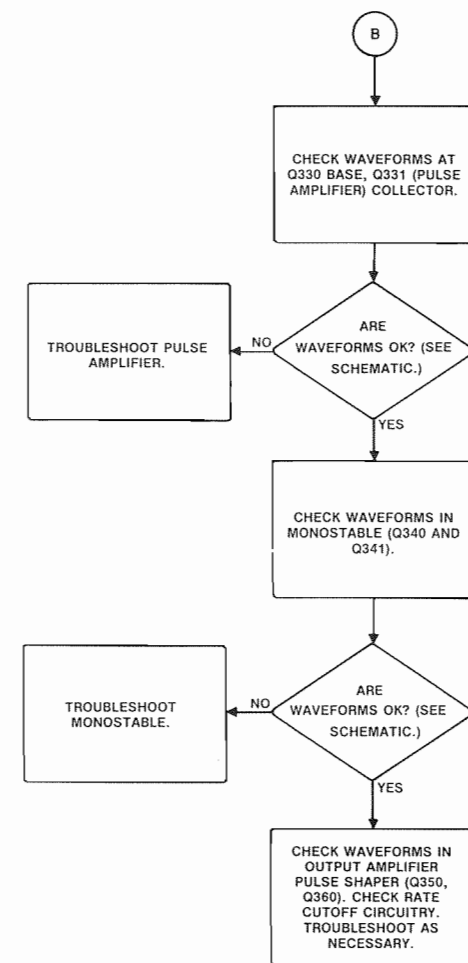 B
CHECK WAVEFORMS AT
Q330 BASE, Q331 (PULSE
AMPLIFIER) COLLECTOR.
ARE
WAVEFORMS OK? (SEE
SCHEMATIC.)
NO
TROUBLESHOOT PULSE
AMPLIFIER.
YES
CHECK WAVEFORMS IN
MONOSTABLE (Q340 AND
Q341).
ARE
WAVEFORMS OK? (SEE
SCHEMATIC.)
NO
TROUBLESHOOT
MONOSTABLE.
YES
CHECK WAVEFORMS IN
OUTPUT AMPLIFIER
PULSE SHAPER (Q350,
Q360). CHECK RATE
CUTOFF CIRCUITRY.
TROUBLESHOOT AS
NECESSARY.